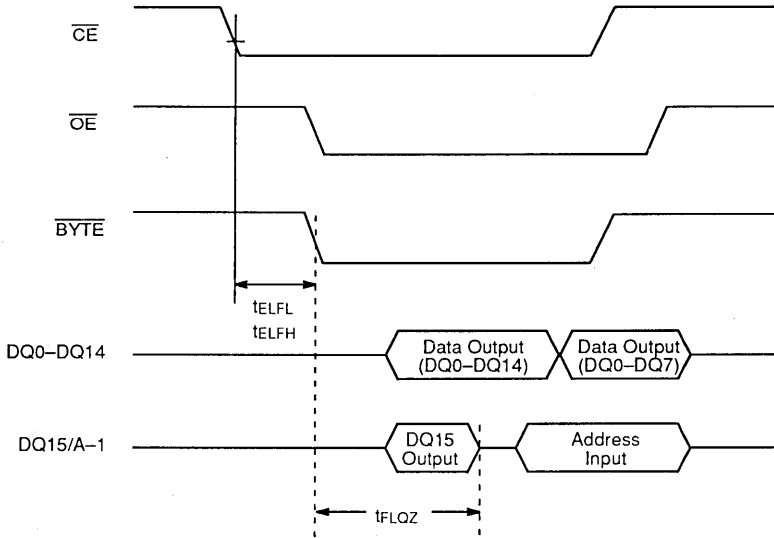 CE
OE
BYTE
tELFL
tELFH
DQ0–DQ14
Data Output
(DQ0–DQ14)
Data Output
(DQ0–DQ7)
DQ15/A–1
DQ15
Output
Address
Input
tFLQZ